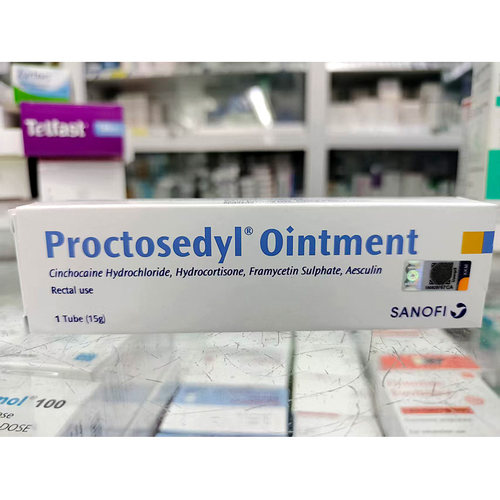 Telfast
Proctosedyl® Ointment
Cinchocaine Hydrochloride, Hydrocortisone, Framycetin Sulphate, Aesculin
Rectal use
1 Tube (15g)
SANOFI
100
DOSE